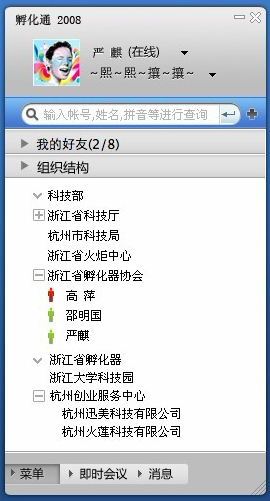 孵化通 2008
严 麒 (在线)
～熙～熙～攘～攘～
输入帐号,姓名,拼音等进行查询
我的好友(2/8)
组织结构
科技部
浙江省科技厅
杭州市科技局
浙江省火炬中心
浙江省孵化器协会
高 萍
邵明国
严麒
浙江省孵化器
浙江大学科技园
杭州创业服务中心
杭州迅美科技有限公司
杭州火莲科技有限公司
菜单 即时会议 消息